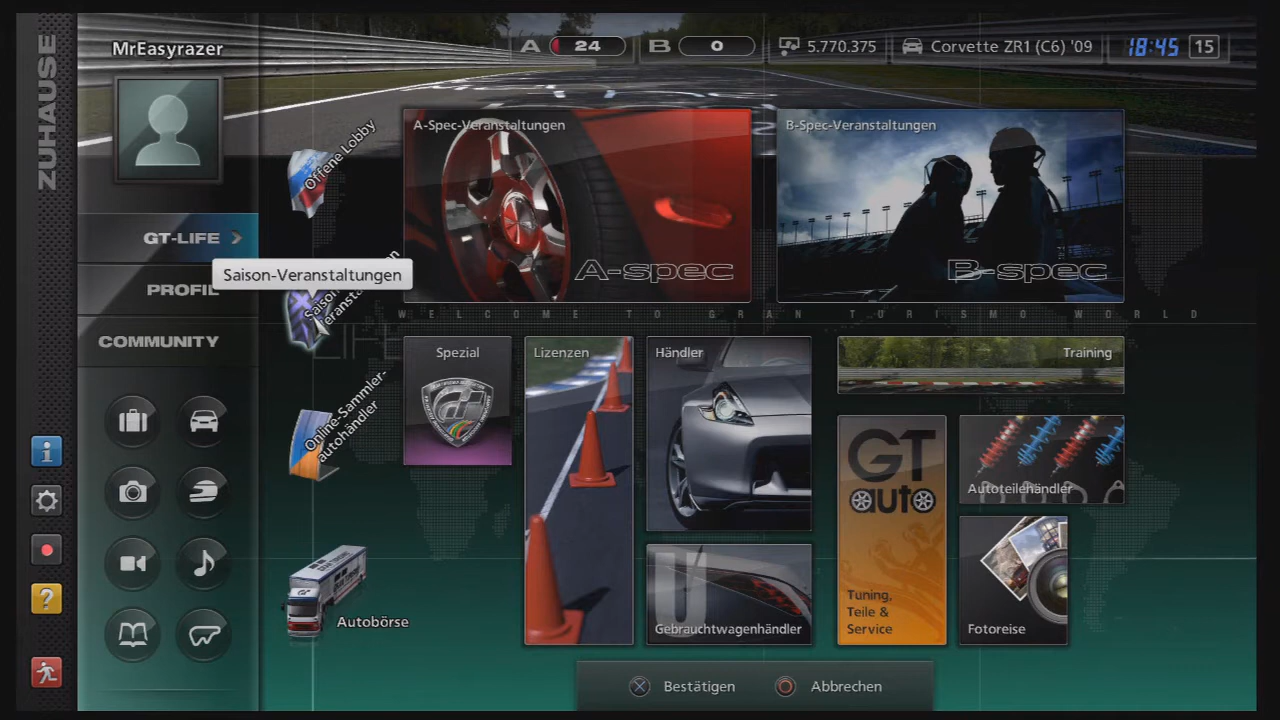 ZUHAUSE
MrEasyrazer
A 24
B 0
5.770.375
Corvette ZR1 (C6) '09
18:45
15
GT-LIFE
PROFIL
COMMUNITY
Offene Lobby
Saison-Veranstaltungen
Online-Sammler-
autohändler
Autobörse
A-Spec-Veranstaltungen
A-spec
B-Spec-Veranstaltungen
B-spec
WELCOME TO GRAN TURISMO WORLD
Spezial
Lizenzen
Händler
Training
GT
auto
Tuning,
Teile &
Service
Autoteilehändler
U
Gebrauchtwagenhändler
Fotoreise
Bestätigen
Abbrechen